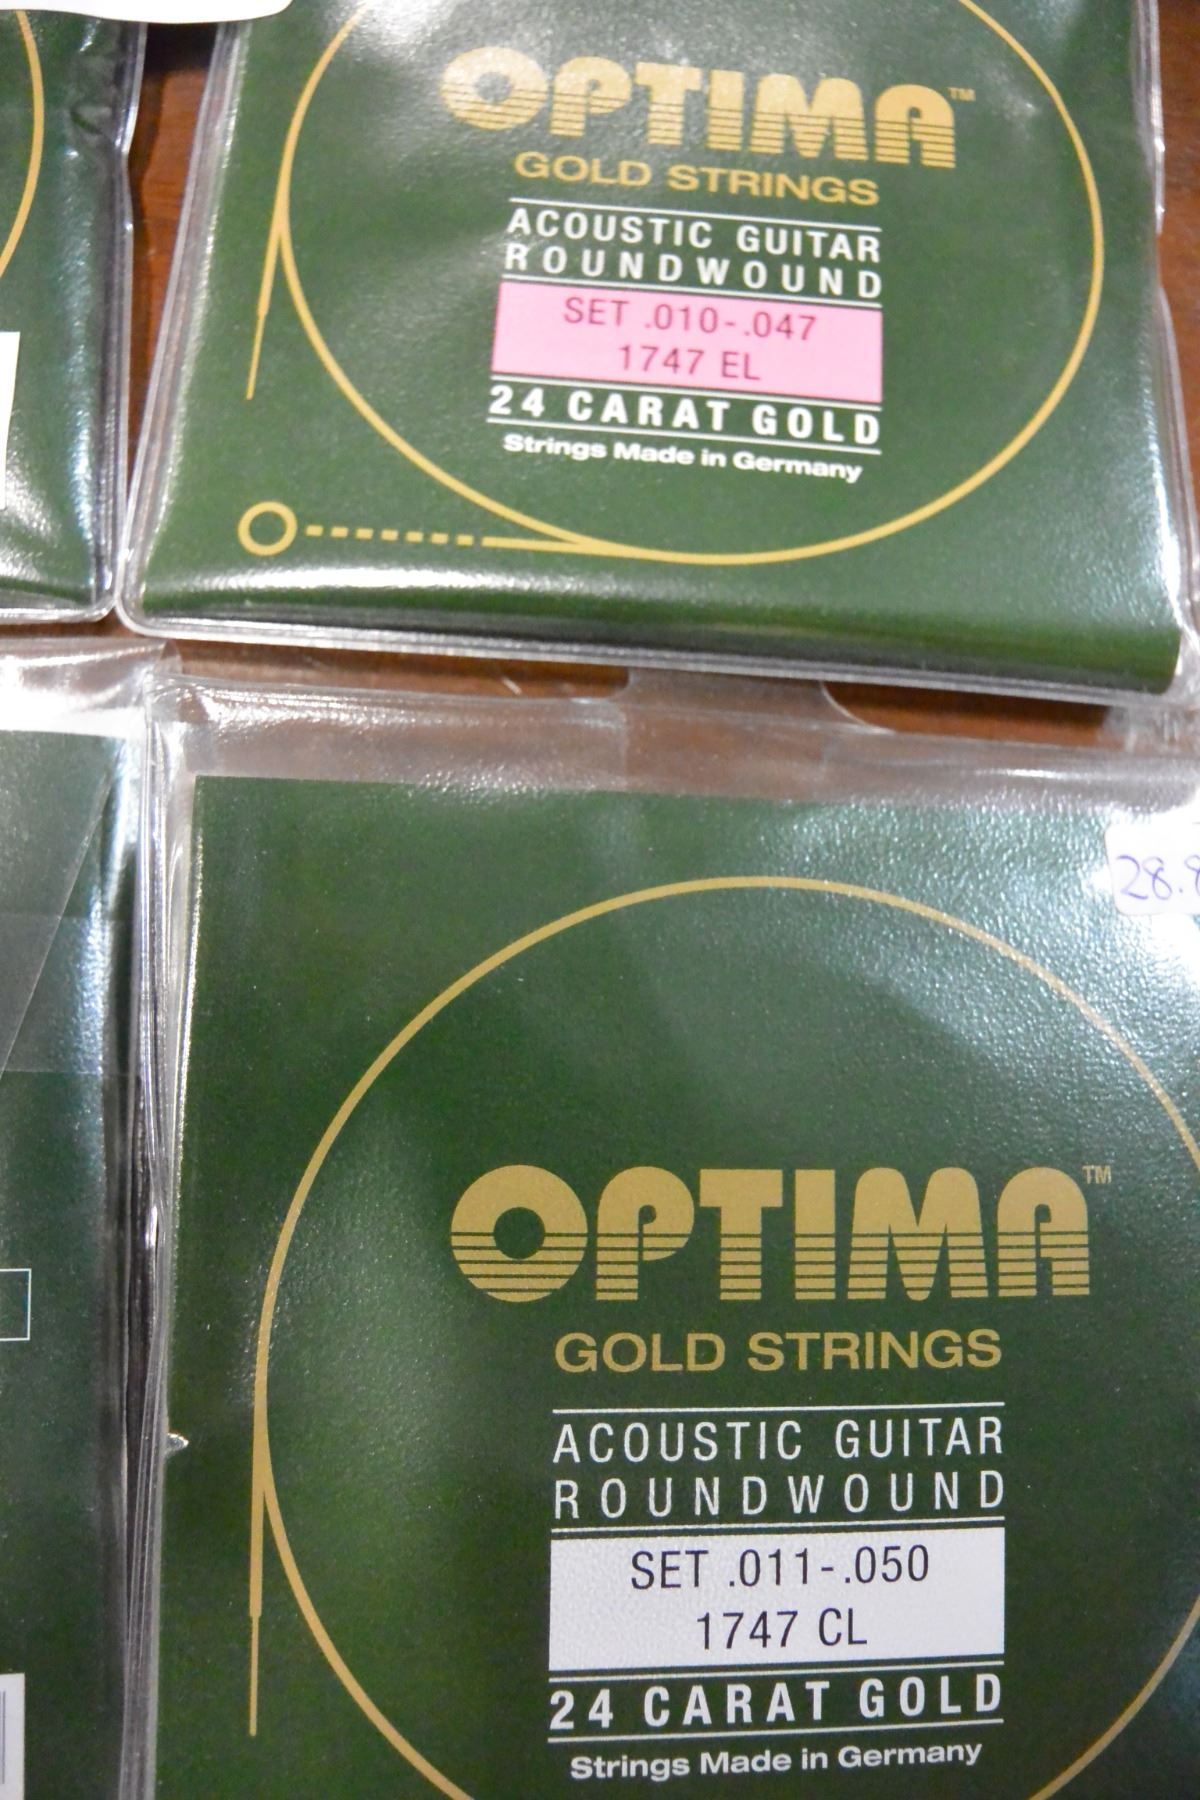 OPTIMA™
GOLD STRINGS
ACOUSTIC GUITAR
ROUNDWOUND
SET .010-.047
1747 EL
24 CARAT GOLD
Strings Made in Germany
OPTIMA™
GOLD STRINGS
ACOUSTIC GUITAR
ROUNDWOUND
SET .011-.050
1747 CL
24 CARAT GOLD
Strings Made in Germany